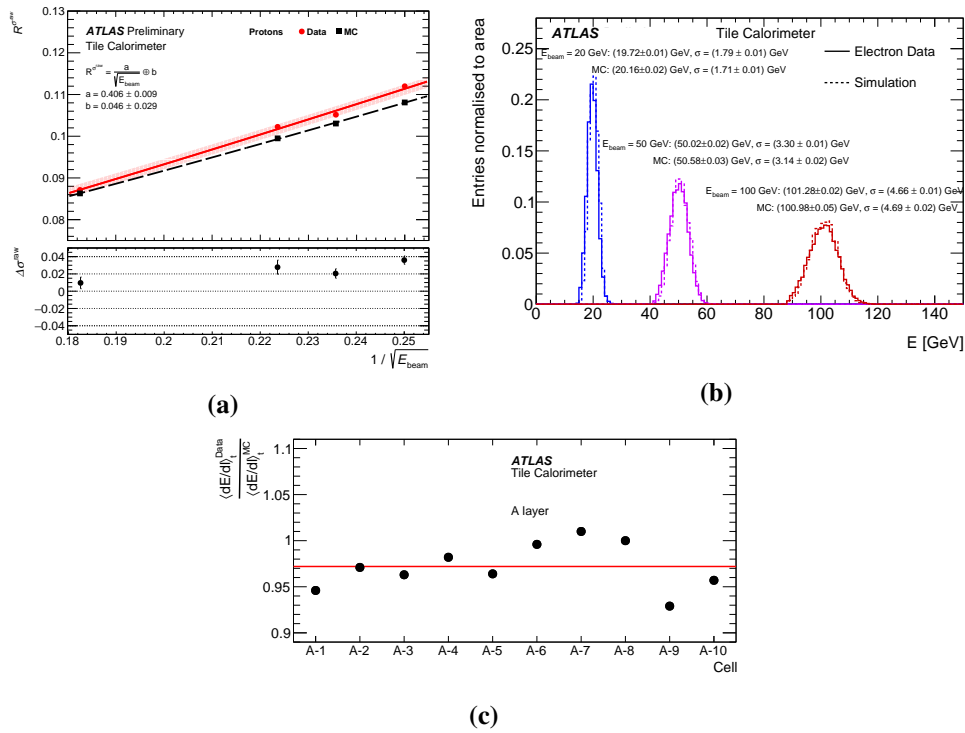 R^σ^raw
0.13
0.12
0.11
0.1
0.09
ATLAS Preliminary
Tile Calorimeter
Protons Data MC
R^σ^raw = a/√E_beam ⊕ b
a = 0.406 ± 0.009
b = 0.046 ± 0.029
Δσ^raw
0.04
0.02
0
−0.02
−0.04
0.18 0.19 0.2 0.21 0.22 0.23 0.24 0.25
1 / √E_beam
(a)
Entries normalised to area
0.25
0.2
0.15
0.1
0.05
0
ATLAS Tile Calorimeter
E_beam = 20 GeV: (19.72±0.01) GeV, σ = (1.79 ± 0.01) GeV
MC: (20.16±0.02) GeV, σ = (1.71 ± 0.01) GeV
Electron Data
Simulation
E_beam = 50 GeV: (50.02±0.02) GeV, σ = (3.30 ± 0.01) GeV
MC: (50.58±0.03) GeV, σ = (3.14 ± 0.02) GeV
E_beam = 100 GeV: (101.28±0.02) GeV, σ = (4.66 ± 0.01) GeV
MC: (100.98±0.05) GeV, σ = (4.69 ± 0.02) GeV
0 20 40 60 80 100 120 140
E [GeV]
(b)
⟨dE/dl⟩_t^Data
⟨dE/dl⟩_t^MC
1.1
1.05
1
0.95
0.9
ATLAS
Tile Calorimeter
A layer
A-1 A-2 A-3 A-4 A-5 A-6 A-7 A-8 A-9 A-10
Cell
(c)